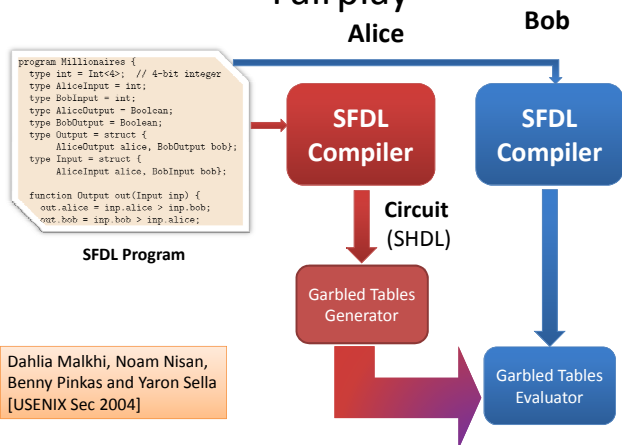 Fairplay
Alice
Bob
program Millionaires {
type int = Int<4>; // 4-bit integer
type AliceInput = int;
type BobInput = int;
type AliceOutput = Boolean;
type BobOutput = Boolean;
type Output = struct {
AliceOutput alice, BobOutput bob};
type Input = struct {
AliceInput alice, BobInput bob};
function Output out(Input inp) {
out.alice = inp.alice > inp.bob;
out.bob = inp.bob > inp.alice;
SFDL Program
SFDL
Compiler
SFDL
Compiler
Circuit
(SHDL)
Garbled Tables
Generator
Garbled Tables
Evaluator
Dahlia Malkhi, Noam Nisan,
Benny Pinkas and Yaron Sella
[USENIX Sec 2004]